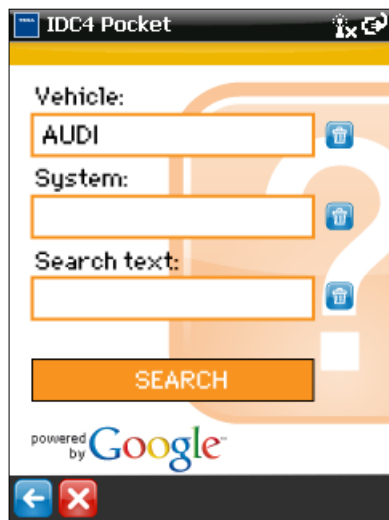 IDC4 Pocket
Vehicle:
AUDI
System:
Search text:
SEARCH
powered
by Google